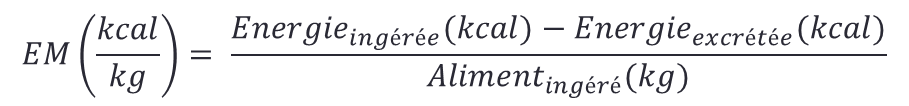 EM (kcal/kg) = (Energie_ingérée (kcal) − Energie_excrétée (kcal)) / Aliment_ingéré (kg)